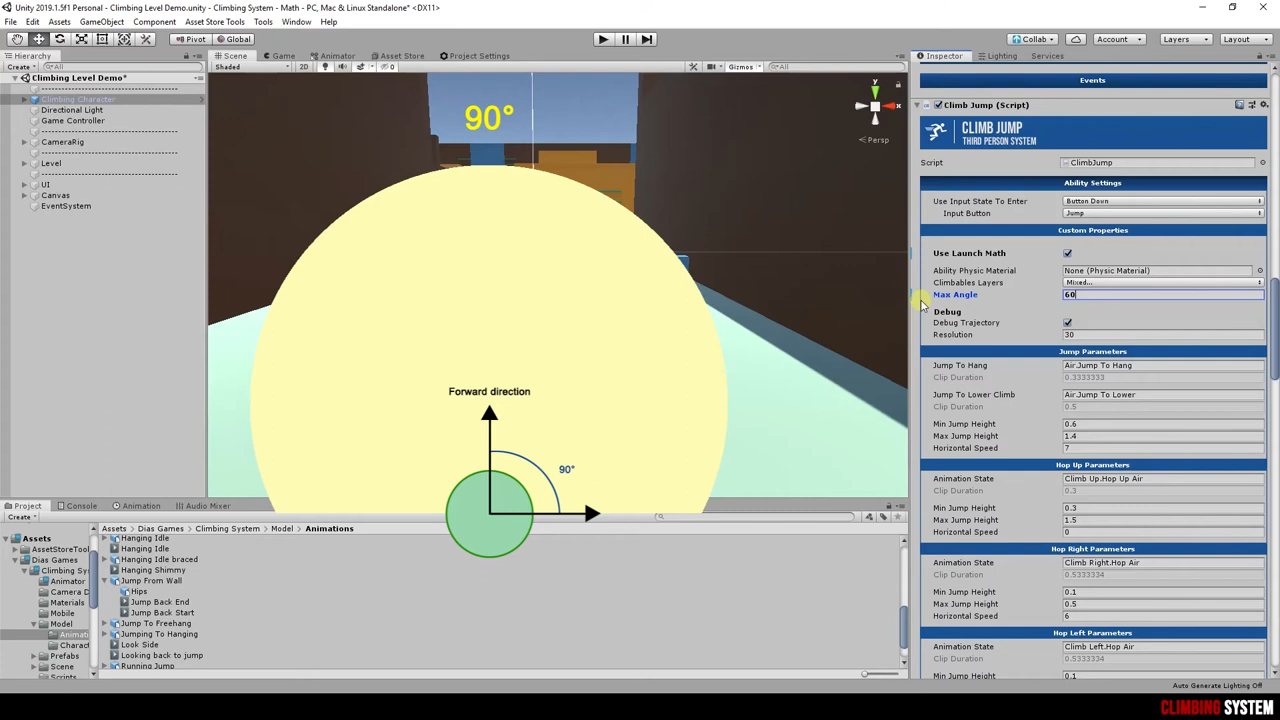 Unity 2019.1.5f1 Personal - Climbing Level Demo.unity - Climbing System - Math - PC, Mac & Linux Standalone* <DX11>
File Edit Assets GameObject Component Asset Store Tools Tools Window Help
Pivot Global Collab Account Layers Layout
Hierarchy Scene Game Animator Asset Store Project Settings Inspector Lighting Services
Create All Shaded 2D 0 Gizmos All
Events
Climbing Level Demo*
Climbing Character
Directional Light
Game Controller
CameraRig
Level
UI
Canvas
EventSystem
90°
y
x
Persp
Forward direction
90°
Climb Jump (Script)
CLIMB JUMP
THIRD PERSON SYSTEM
Script ClimbJump
Ability Settings
Use Input State To Enter Button Down
Input Button Jump
Custom Properties
Use Launch Math
Ability Physic Material None (Physic Material)
Climbables Layers Mixed...
Max Angle 60
Debug
Debug Trajectory
Resolution 30
Jump Parameters
Jump To Hang Air.Jump To Hang
Clip Duration 0.3333333
Jump To Lower Climb Air.Jump To Lower
Clip Duration 0.5
Min Jump Height 0.6
Max Jump Height 1.4
Horizontal Speed 7
Hop Up Parameters
Animation State Climb Up.Hop Up Air
Clip Duration 0.3
Min Jump Height 0.3
Max Jump Height 1.5
Horizontal Speed 0
Hop Right Parameters
Animation State Climb Right.Hop Air
Clip Duration 0.5333334
Min Jump Height 0.1
Max Jump Height 0.5
Horizontal Speed 6
Hop Left Parameters
Animation State Climb Left.Hop Air
Clip Duration 0.5333334
Min Jump Height 0.1
Project Console Animation Audio Mixer
Create
Assets
AssetStoreToo
Dias Games
Climbing Sys
Animator
Camera D
Materials
Mobile
Model
Animati
Charact
Prefabs
Scene
Scripts
Assets Dias Games Climbing System Model Animations
Hanging Idle
Hanging Idle
Hanging Idle braced
Hanging Shimmy
Jump From Wall
Hips
Jump Back End
Jump Back Start
Jump To Freehang
Jumping To Hanging
Look Side
Looking back to jump
Running Jump
Auto Generate Lighting Off
CLIMBING SYSTEM